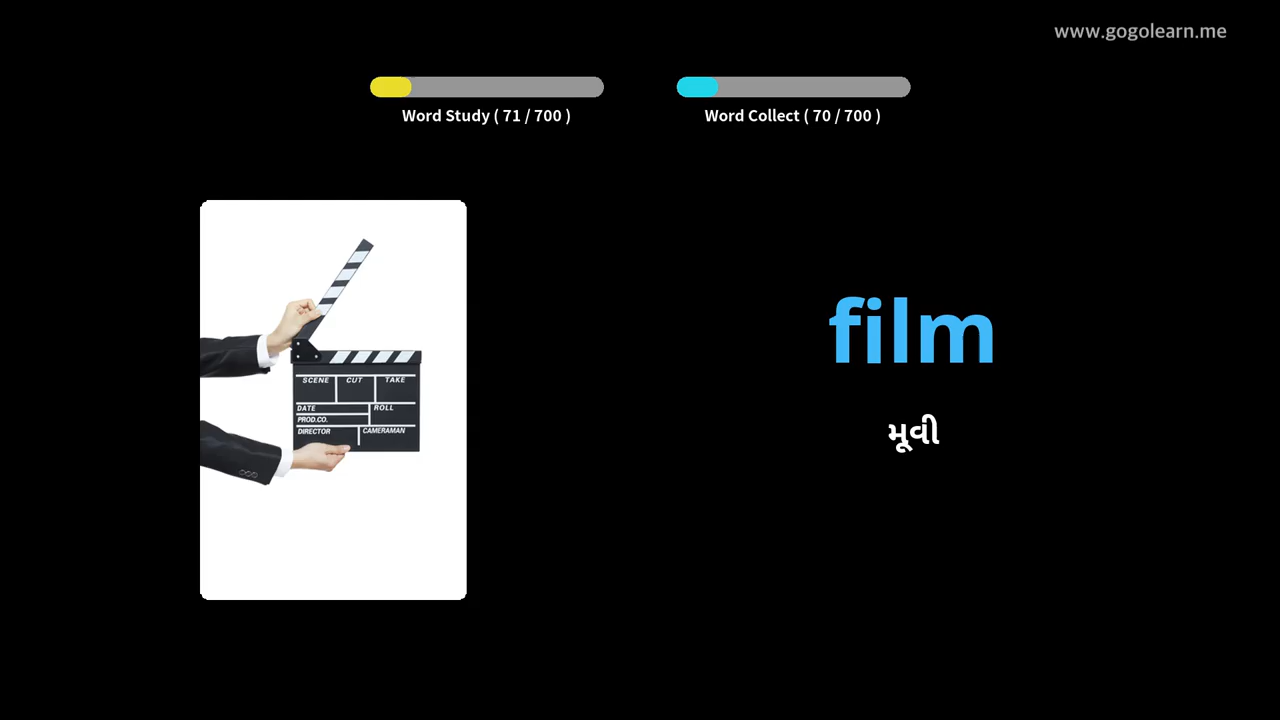 www.gogolearn.me
Word Study ( 71 / 700 )
Word Collect ( 70 / 700 )
SCENE CUT TAKE
DATE ROLL
PROD.CO.
DIRECTOR CAMERAMAN
film
મૂવી